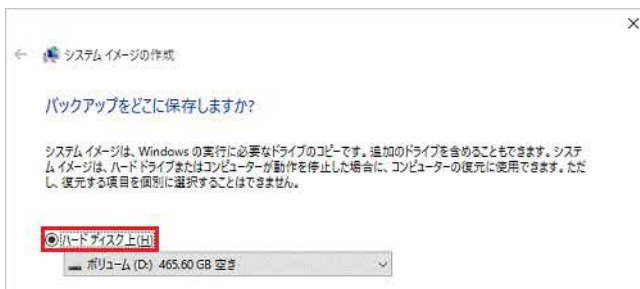 システム イメージの作成
バックアップをどこに保存しますか?
システム イメージは、Windows の実行に必要なドライブのコピーです。追加のドライブを含めることもできます。システ
ム イメージは、ハード ドライブまたはコンピューターが動作を停止した場合に、コンピューターの復元に使用できます。ただ
し、復元する項目を個別に選択することはできません。
ハード ディスク上(H)
ボリューム (D:) 465.60 GB 空き